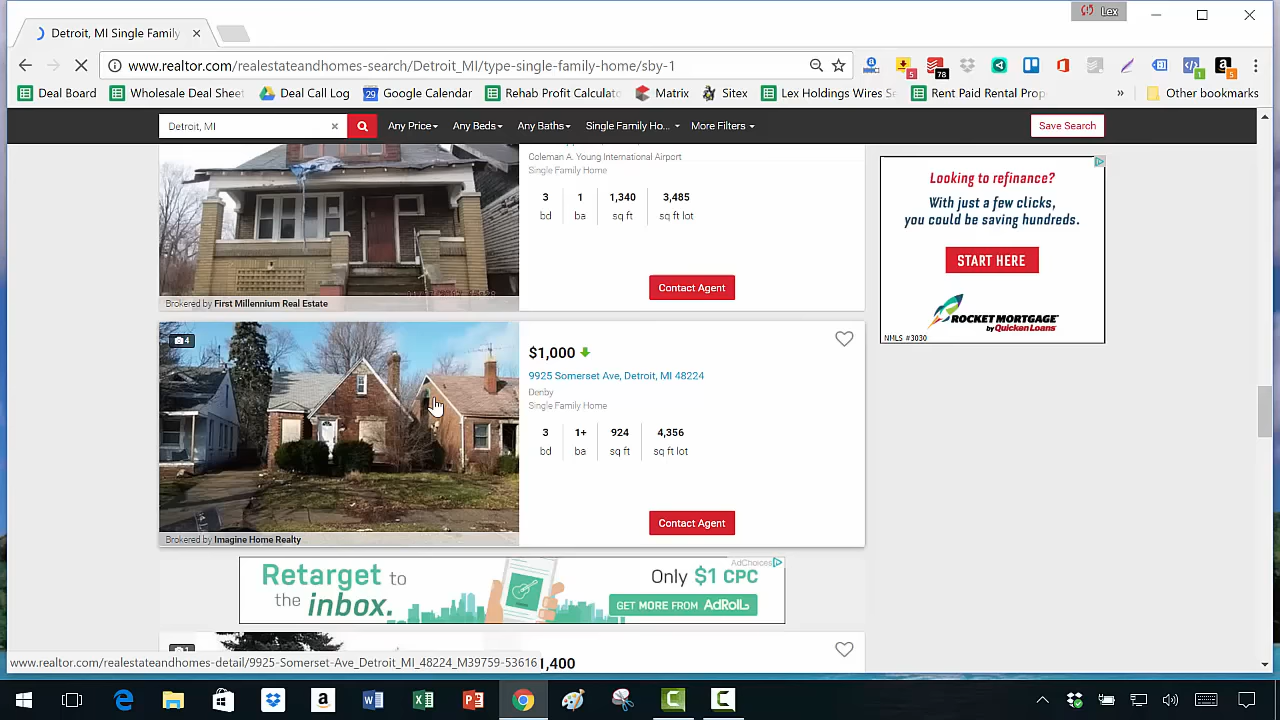 Lex
Detroit, MI Single Family
www.realtor.com/realestateandhomes-search/Detroit_MI/type-single-family-home/sby-1
5
78
1
5
Deal Board
Wholesale Deal Sheet
Deal Call Log
29 Google Calendar
Rehab Profit Calculato
Matrix
Sitex
Lex Holdings Wires S
Rent Paid Rental Prop
»
Other bookmarks
Detroit, MI
Any Price
Any Beds
Any Baths
Single Family Ho...
More Filters
Save Search
Coleman A. Young International Airport
Single Family Home
3 1 1,340 3,485
bd ba sq ft sq ft lot
Contact Agent
Brokered by First Millennium Real Estate
4
$1,000
9925 Somerset Ave, Detroit, MI 48224
Denby
Single Family Home
3 1+ 924 4,356
bd ba sq ft sq ft lot
Contact Agent
Brokered by Imagine Home Realty
Looking to refinance?
With just a few clicks,
you could be saving hundreds.
START HERE
ROCKET MORTGAGE
by Quicken Loans
NMLS #3030
AdChoices
Retarget to
the inbox.
Only $1 CPC
GET MORE FROM AdRoll
1,400
www.realtor.com/realestateandhomes-detail/9925-Somerset-Ave_Detroit_MI_48224_M39759-53616